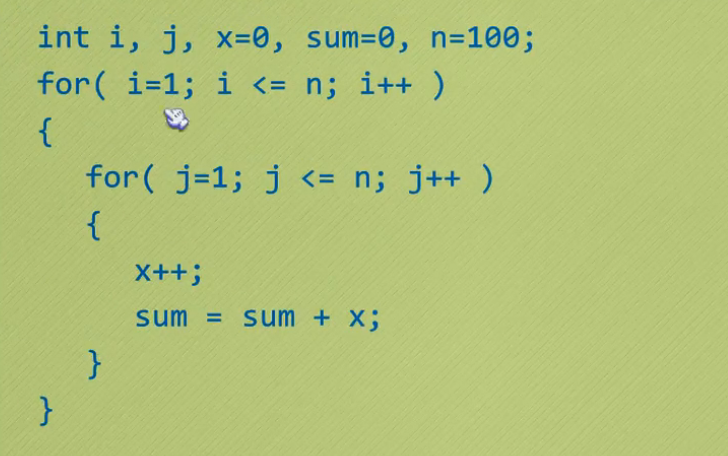 int i, j, x=0, sum=0, n=100;
for( i=1; i <= n; i++ )
{
for( j=1; j <= n; j++ )
{
x++;
sum = sum + x;
}
}